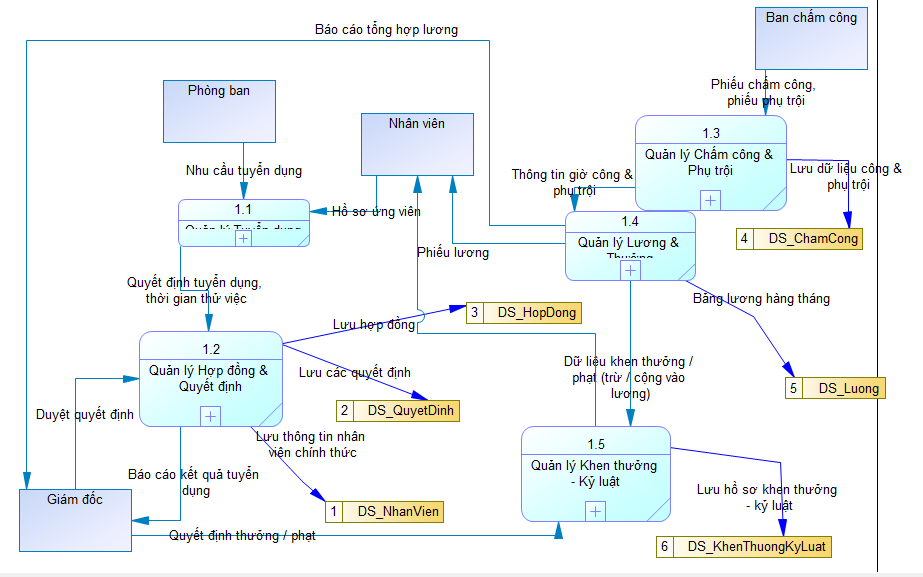 Báo cáo tổng hợp lương
Ban chấm công
Phòng ban
Nhân viên
Phiếu chấm công,
phiếu phụ trội
1.3
Quản lý Chấm công &
Phụ trội
Nhu cầu tuyển dụng
Thông tin giờ công &
phụ trội
Lưu dữ liệu công &
phụ trội
1.1
Quản lý Tuyển dụng
Hồ sơ ứng viên
1.4
Quản lý Lương &
Thưởng
4 DS_ChamCong
Phiếu lương
Quyết định tuyển dụng,
thời gian thử việc
Bảng lương hàng tháng
3 DS_HopDong
Lưu hợp đồng
1.2
Quản lý Hợp đồng &
Quyết định
Dữ liệu khen thưởng /
phạt (trừ / cộng vào
lương)
Lưu các quyết định
5 DS_Luong
2 DS_QuyetDinh
Duyệt quyết định
Lưu thông tin nhân
viên chính thức
1.5
Quản lý Khen thưởng
- Kỷ luật
Báo cáo kết quả tuyển
dụng
Lưu hồ sơ khen thưởng
- kỷ luật
Giám đốc
1 DS_NhanVien
Quyết định thưởng / phạt
6 DS_KhenThuongKyLuat